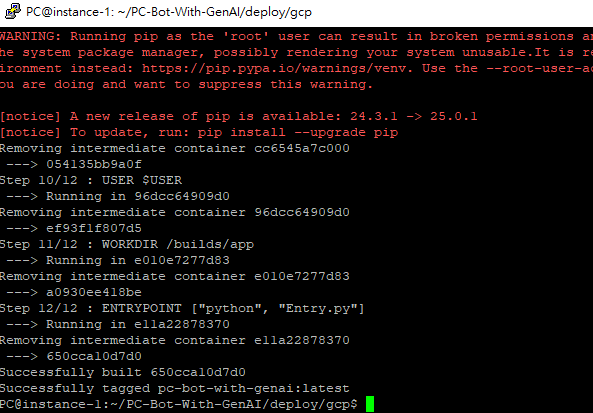 PC@instance-1: ~/PC-Bot-With-GenAI/deploy/gcp
WARNING: Running pip as the 'root' user can result in broken permissions
he system package manager, possibly rendering your system unusable.It is
ironment instead: https://pip.pypa.io/warnings/venv. Use the
ou are doing and want to suppress this warning.
[notice] A new release of pip is available: 24.3.1 -> 25.0.1
[notice] To update, run: pip install --upgrade pip
Removing intermediate container cc6545a7c000
 ---> 054135bb9a0f
Step 10/12 : USER $USER
 ---> Running in 96dcc64909d0
Removing intermediate container 96dcc64909d0
 ---> ef93f1f807d5
Step 11/12 : WORKDIR /builds/app
 ---> Running in e010e7277d83
Removing intermediate container e010e7277d83
 ---> a0930ee418be
Step 12/12 : ENTRYPOINT ["python", "Entry.py"]
 ---> Running in e11a22878370
Removing intermediate container e11a22878370
 ---> 650cca10d7d0
Successfully built 650cca10d7d0
Successfully tagged pc-bot-with-genai:latest
PC@instance-1:~/PC-Bot-With-GenAI/deploy/gcp$